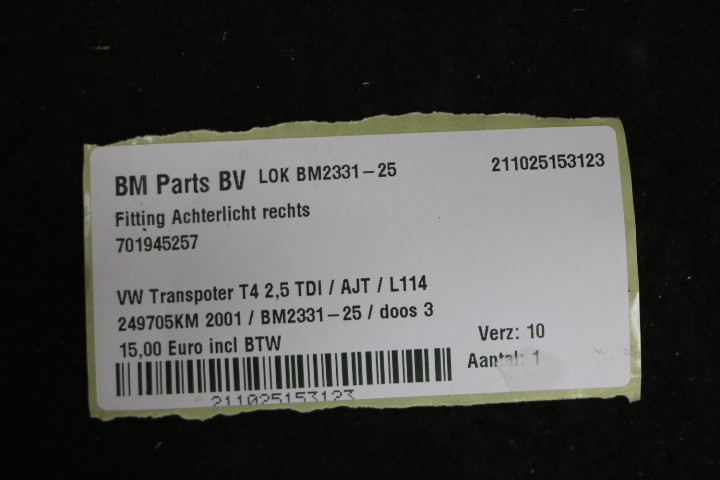 BM Parts BV LOK BM2331-25 211025153123
Fitting Achterlicht rechts
701945257
VW Transpoter T4 2,5 TDI / AJT / L114
249705KM 2001 / BM2331-25 / doos 3
15,00 Euro incl BTW Verz: 10
Aantal: 1
211025153123